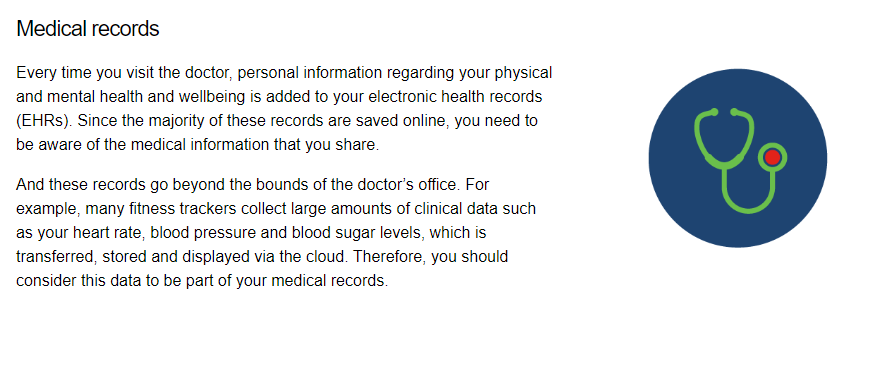 Medical records
Every time you visit the doctor, personal information regarding your physical
and mental health and wellbeing is added to your electronic health records
(EHRs). Since the majority of these records are saved online, you need to
be aware of the medical information that you share.
And these records go beyond the bounds of the doctor’s office. For
example, many fitness trackers collect large amounts of clinical data such
as your heart rate, blood pressure and blood sugar levels, which is
transferred, stored and displayed via the cloud. Therefore, you should
consider this data to be part of your medical records.